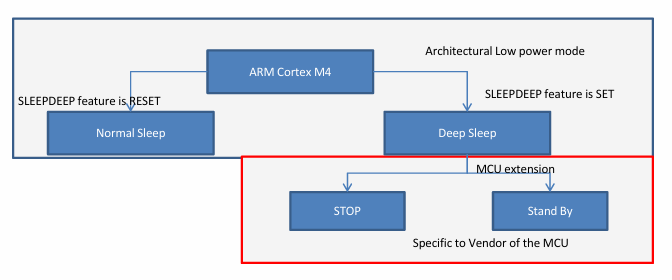 Architectural Low power mode
ARM Cortex M4
SLEEPDEEP feature is RESET
SLEEPDEEP feature is SET
Normal Sleep
Deep Sleep
MCU extension
STOP
Stand By
Specific to Vendor of the MCU